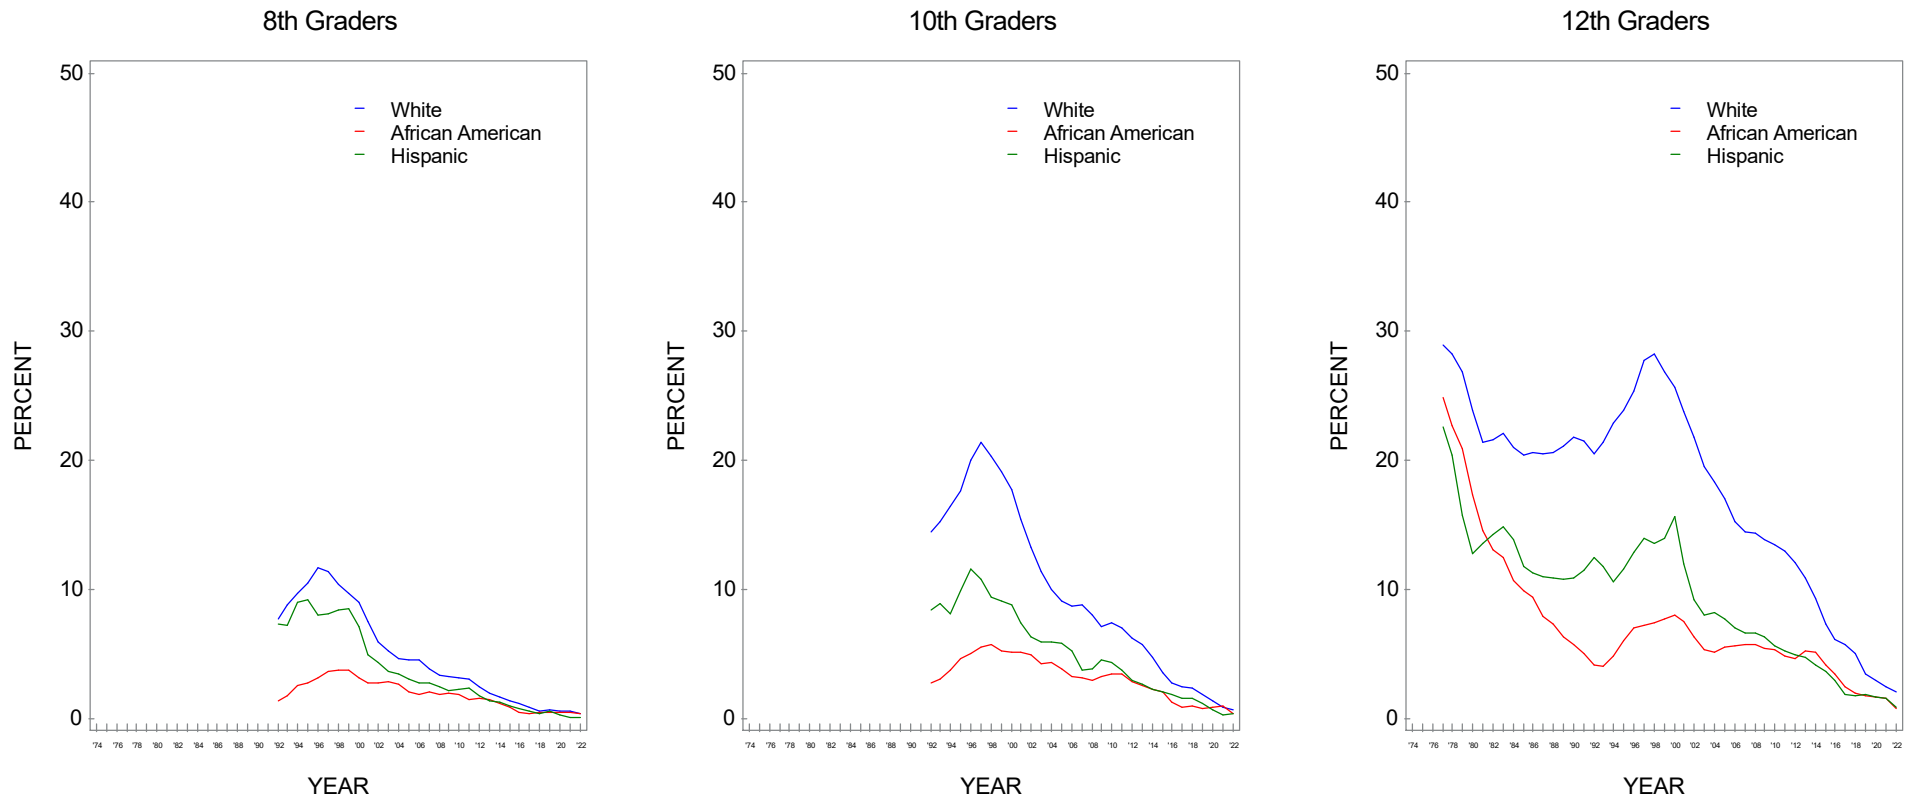 8th Graders
50
40
30
20
10
0
PERCENT
White
African American
Hispanic
'74 '76 '78 '80 '82 '84 '86 '88 '90 '92 '94 '96 '98 '00 '02 '04 '06 '08 '10 '12 '14 '16 '18 '20 '22
YEAR
10th Graders
50
40
30
20
10
0
PERCENT
White
African American
Hispanic
'74 '76 '78 '80 '82 '84 '86 '88 '90 '92 '94 '96 '98 '00 '02 '04 '06 '08 '10 '12 '14 '16 '18 '20 '22
YEAR
12th Graders
50
40
30
20
10
0
PERCENT
White
African American
Hispanic
'74 '76 '78 '80 '82 '84 '86 '88 '90 '92 '94 '96 '98 '00 '02 '04 '06 '08 '10 '12 '14 '16 '18 '20 '22
YEAR